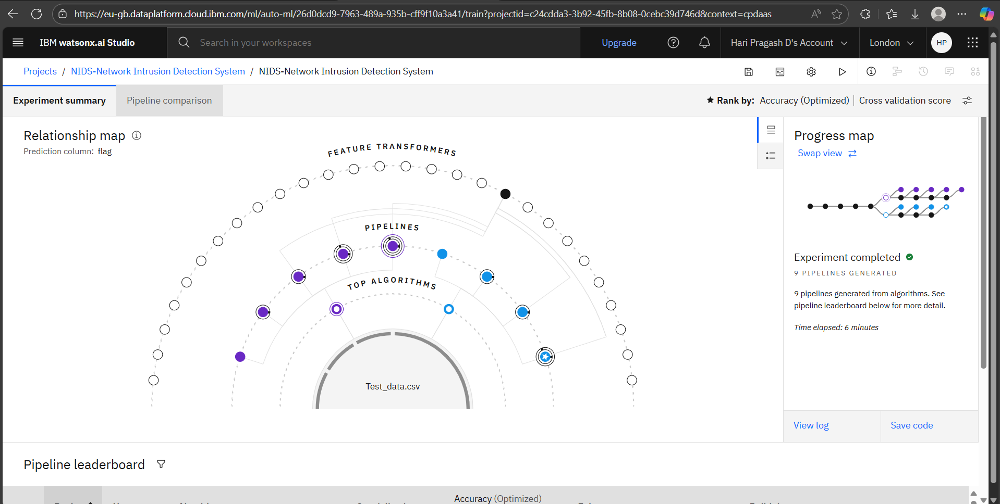 https://eu-gb.dataplatform.cloud.ibm.com/ml/auto-ml/26d0dcd9-7963-489a-935b-cff9f10a3a41/train?projectid=c24cdda3-3b92-45fb-8b08-0cebc39d746d&context=cpdaas
IBM watsonx.ai Studio
Search in your workspaces
Upgrade
Hari Pragash D's Account
London
HP
Projects / NIDS-Network Intrusion Detection System / NIDS-Network Intrusion Detection System
Experiment summary
Pipeline comparison
Rank by: Accuracy (Optimized) Cross validation score
Relationship map
Prediction column: flag
FEATURE TRANSFORMERS
PIPELINES
TOP ALGORITHMS
Test_data.csv
Progress map
Swap view
Experiment completed
9 PIPELINES GENERATED
9 pipelines generated from algorithms. See
pipeline leaderboard below for more detail.
Time elapsed: 6 minutes
View log
Save code
Pipeline leaderboard
Accuracy (Optimized)